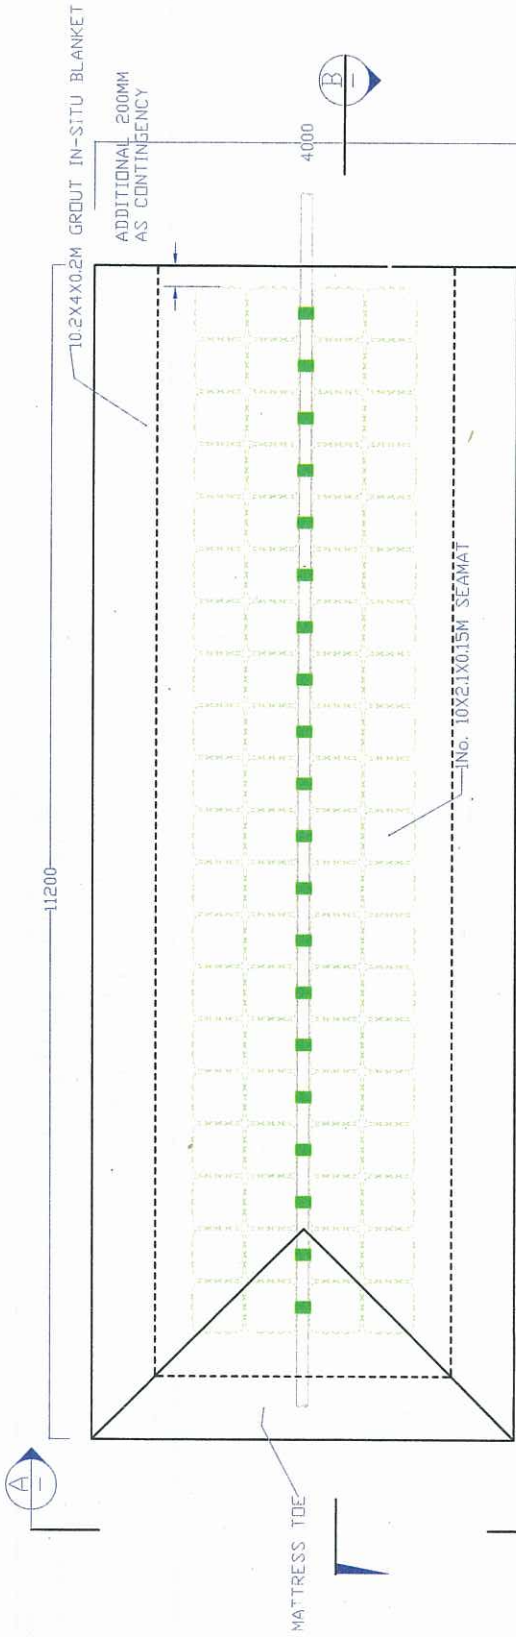 10.2X4X0.2M GROUT IN-SITU BLANKET
ADDITIONAL 200MM
AS CONTINGENCY
11200
4000
B
1No. 10X2.1X0.15M SEAMAT
A
MATTRESS TOE